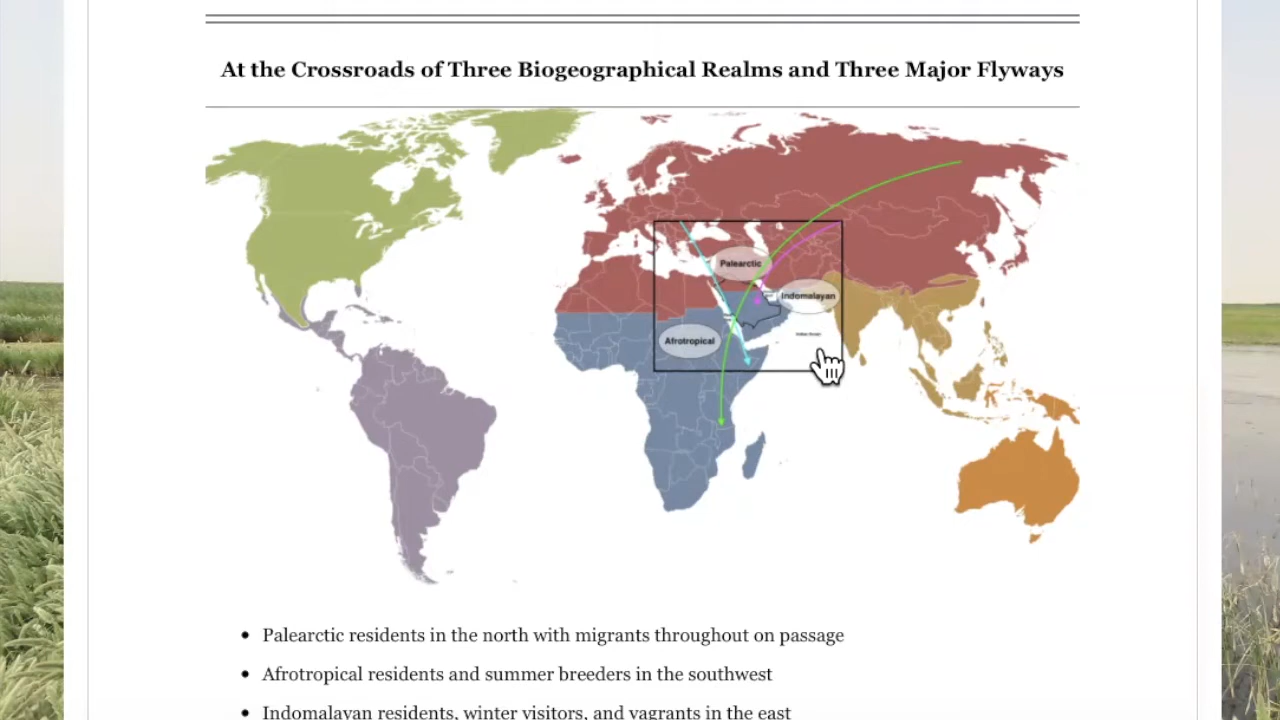 At the Crossroads of Three Biogeographical Realms and Three Major Flyways
Palearctic
Indomalayan
Afrotropical
Palearctic residents in the north with migrants throughout on passage
Afrotropical residents and summer breeders in the southwest
Indomalayan residents, winter visitors, and vagrants in the east